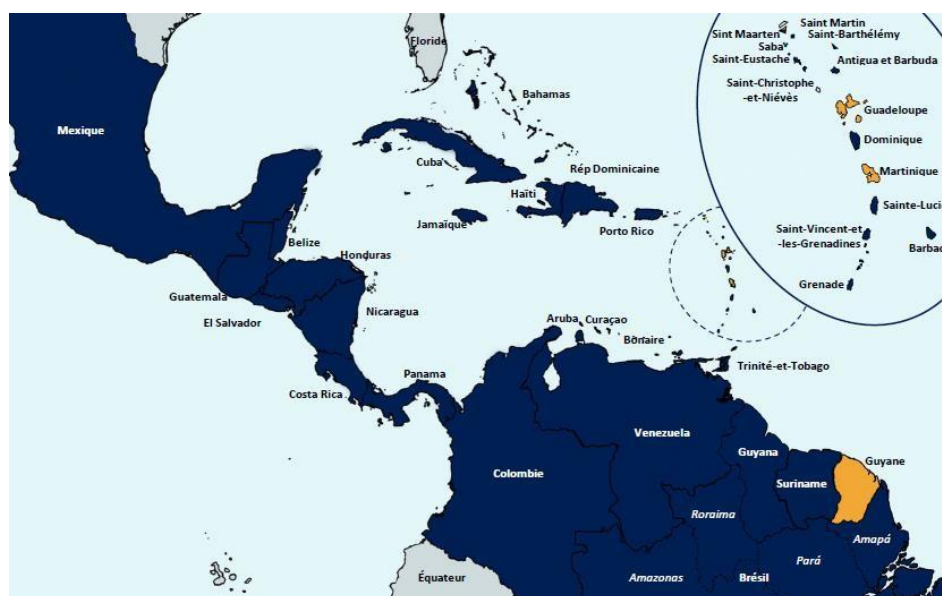 Floride
Saint Martin
Sint Maarten
Saint-Barthélémy
Saba
Saint-Eustache
Antigua et Barbuda
Saint-Christophe
-et-Niévès
Bahamas
Guadeloupe
Mexique
Dominique
Cuba
Rép Dominicaine
Martinique
Haïti
Sainte-Luci
Jamaïque
Porto Rico
Saint-Vincent-et
-les-Grenadines
Belize
Barbad
Honduras
Grenade
Guatemala
Nicaragua
El Salvador
Aruba
Curaçao
Bonaire
Trinité-et-Tobago
Panama
Costa Rica
Venezuela
Guyana
Guyane
Colombie
Suriname
Roraima
Amapá
Pará
Équateur
Amazonas
Brésil